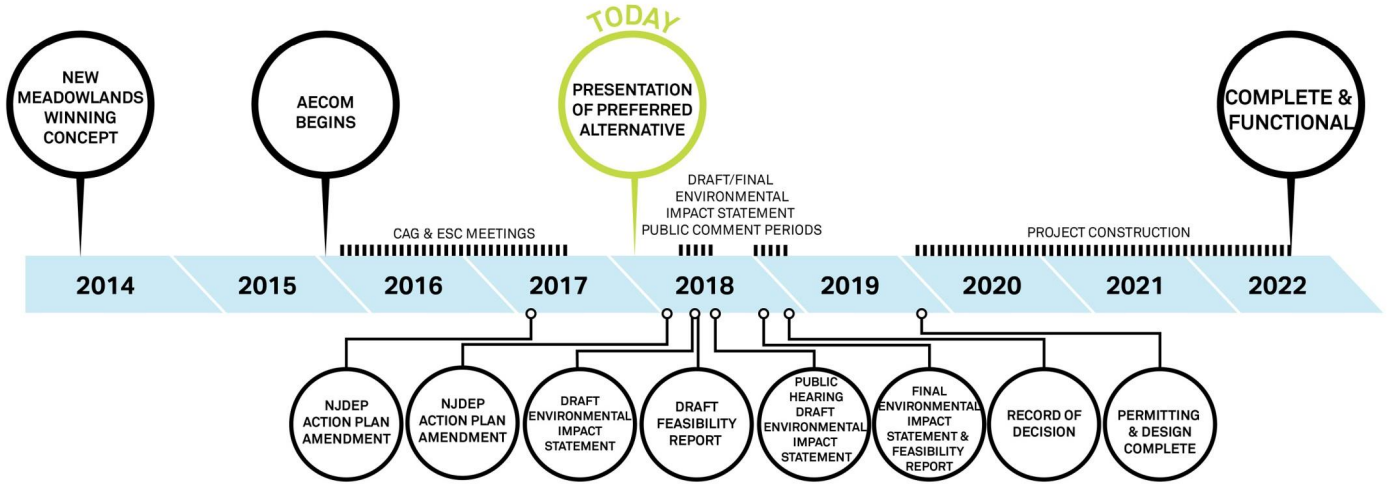 TODAY
NEW
MEADOWLANDS
WINNING
CONCEPT
AECOM
BEGINS
PRESENTATION
OF PREFERRED
ALTERNATIVE
COMPLETE &
FUNCTIONAL
CAG & ESC MEETINGS
DRAFT/FINAL
ENVIRONMENTAL
IMPACT STATEMENT
PUBLIC COMMENT PERIODS
PROJECT CONSTRUCTION
2014
2015
2016
2017
2018
2019
2020
2021
2022
NJDEP
ACTION PLAN
AMENDMENT
NJDEP
ACTION PLAN
AMENDMENT
DRAFT
ENVIRONMENTAL
IMPACT
STATEMENT
DRAFT
FEASIBILITY
REPORT
PUBLIC
HEARING
DRAFT
ENVIRONMENTAL
IMPACT
STATEMENT
FINAL
ENVIRONMENTAL
IMPACT
STATEMENT &
FEASIBILITY
REPORT
RECORD OF
DECISION
PERMITTING
& DESIGN
COMPLETE